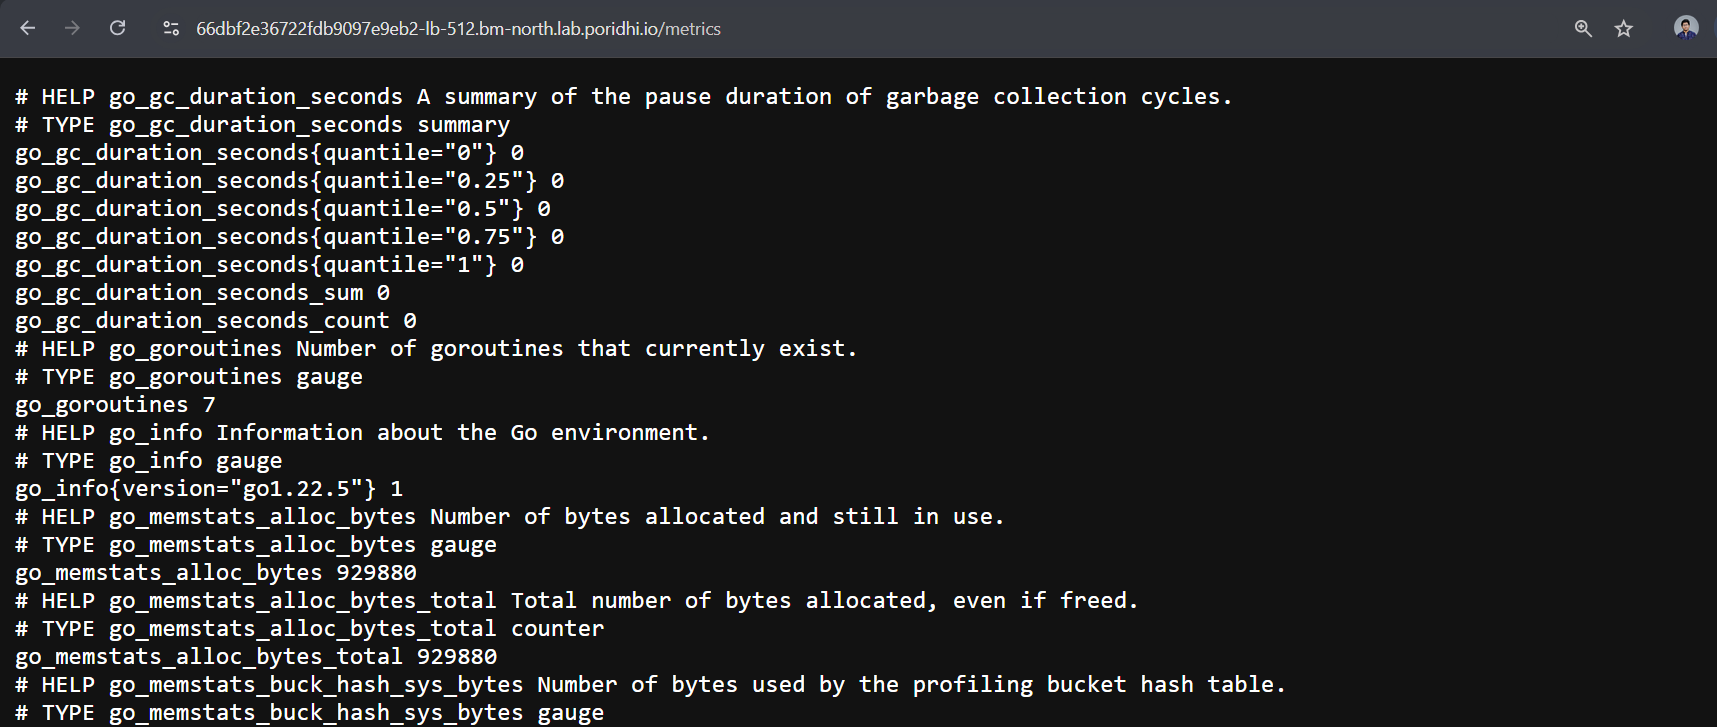 66dbf2e36722fdb9097e9eb2-lb-512.bm-north.lab.poridhi.io/metrics
# HELP go_gc_duration_seconds A summary of the pause duration of garbage collection cycles.
# TYPE go_gc_duration_seconds summary
go_gc_duration_seconds{quantile="0"} 0
go_gc_duration_seconds{quantile="0.25"} 0
go_gc_duration_seconds{quantile="0.5"} 0
go_gc_duration_seconds{quantile="0.75"} 0
go_gc_duration_seconds{quantile="1"} 0
go_gc_duration_seconds_sum 0
go_gc_duration_seconds_count 0
# HELP go_goroutines Number of goroutines that currently exist.
# TYPE go_goroutines gauge
go_goroutines 7
# HELP go_info Information about the Go environment.
# TYPE go_info gauge
go_info{version="go1.22.5"} 1
# HELP go_memstats_alloc_bytes Number of bytes allocated and still in use.
# TYPE go_memstats_alloc_bytes gauge
go_memstats_alloc_bytes 929880
# HELP go_memstats_alloc_bytes_total Total number of bytes allocated, even if freed.
# TYPE go_memstats_alloc_bytes_total counter
go_memstats_alloc_bytes_total 929880
# HELP go_memstats_buck_hash_sys_bytes Number of bytes used by the profiling bucket hash table.
# TYPE go_memstats_buck_hash_sys_bytes gauge